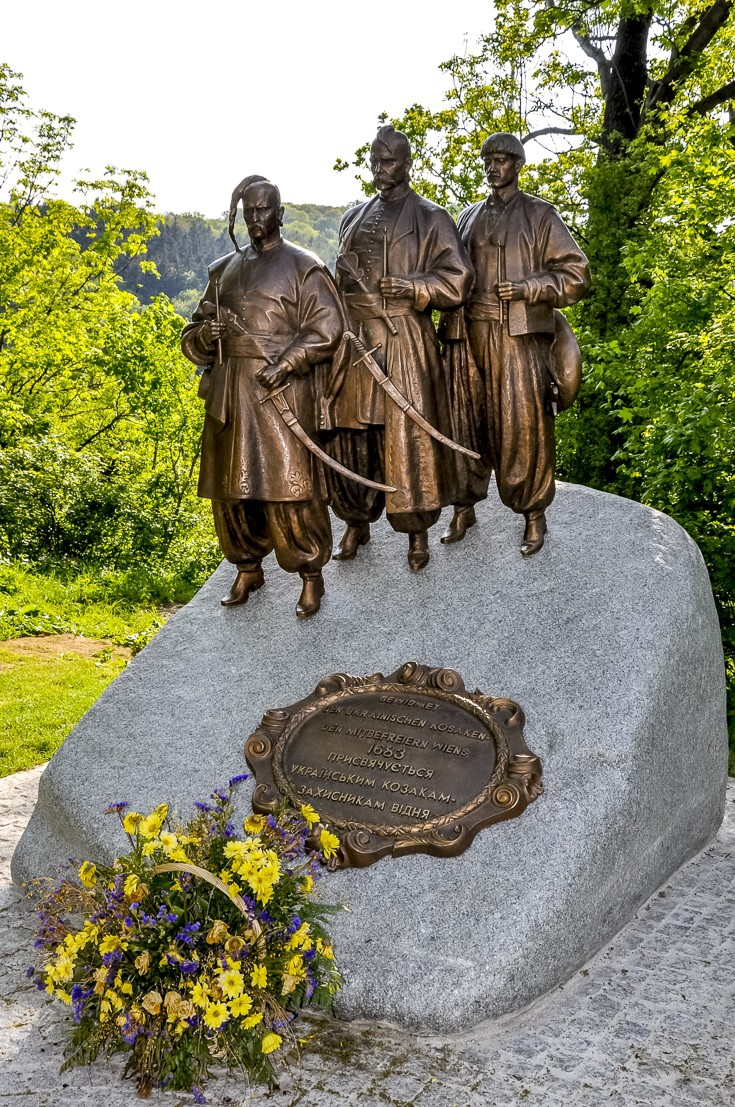 GEWIDMET
DEN UKRAINISCHEN KOSAKEN-
DEN MITBEFREIERN WIENS
1683
ПРИСВЯЧУЄТЬСЯ
УКРАЇНСЬКИМ КОЗАКАМ-
ЗАХИСНИКАМ ВІДНЯ